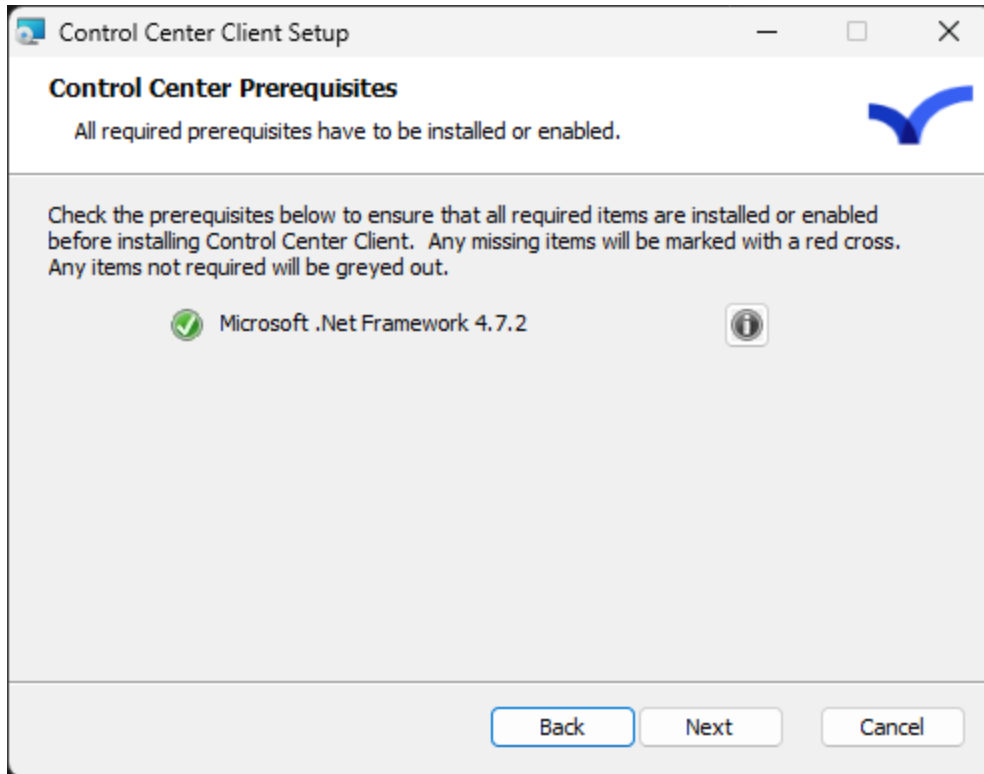 Control Center Client Setup
Control Center Prerequisites
All required prerequisites have to be installed or enabled.
Check the prerequisites below to ensure that all required items are installed or enabled
before installing Control Center Client.  Any missing items will be marked with a red cross.
Any items not required will be greyed out.
Microsoft .Net Framework 4.7.2
Back Next Cancel